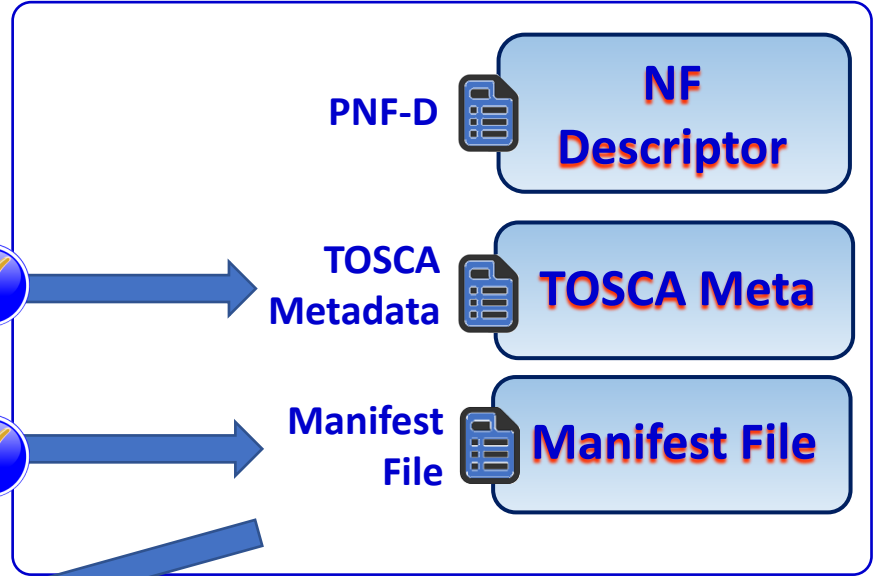 PNF-D
NF
Descriptor
TOSCA
Metadata
TOSCA Meta
Manifest
File
Manifest File